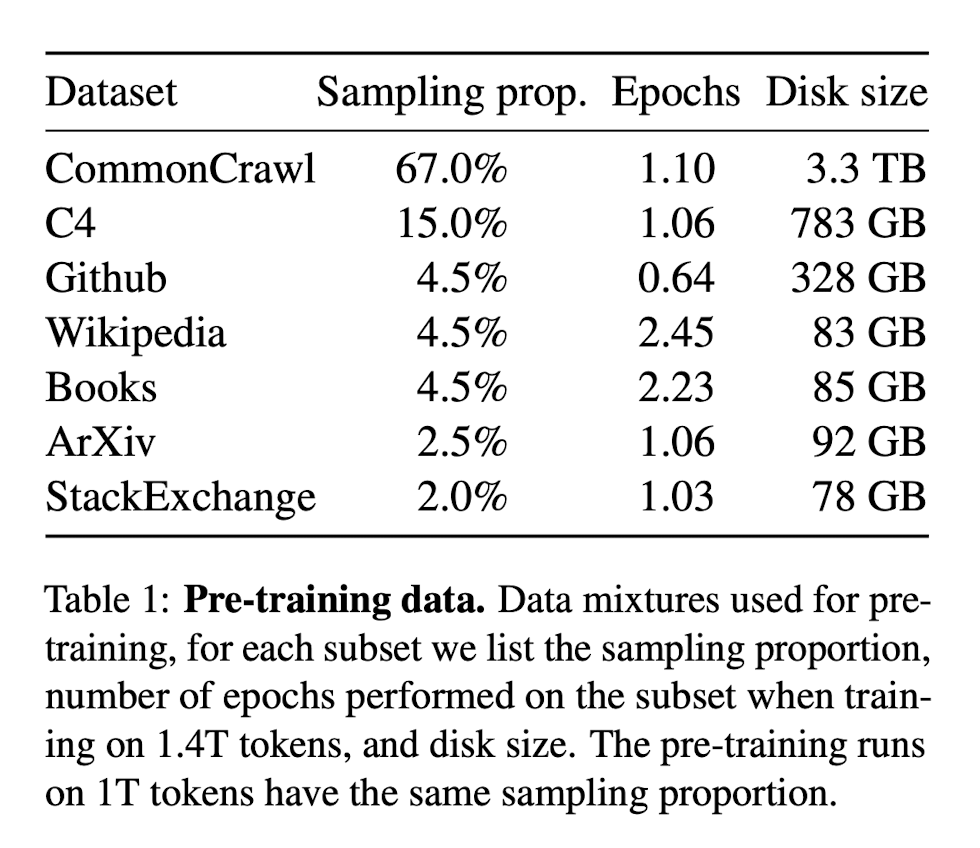 Dataset Sampling prop. Epochs Disk size
CommonCrawl 67.0% 1.10 3.3 TB
C4 15.0% 1.06 783 GB
Github 4.5% 0.64 328 GB
Wikipedia 4.5% 2.45 83 GB
Books 4.5% 2.23 85 GB
ArXiv 2.5% 1.06 92 GB
StackExchange 2.0% 1.03 78 GB
Table 1: Pre-training data. Data mixtures used for pre-
training, for each subset we list the sampling proportion,
number of epochs performed on the subset when train-
ing on 1.4T tokens, and disk size. The pre-training runs
on 1T tokens have the same sampling proportion.